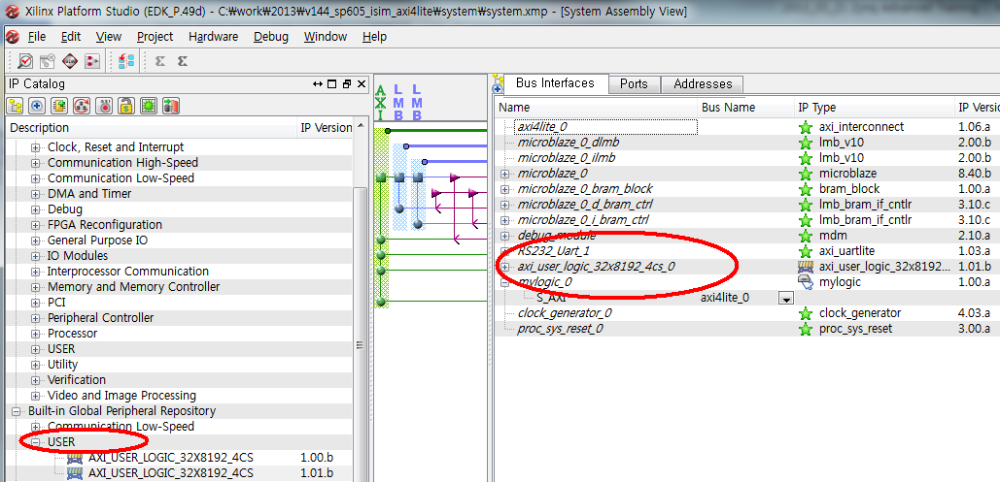 Xilinx Platform Studio (EDK_P.49d) - C:₩work₩2013₩v144_sp605_isim_axi4lite₩system₩system.xmp - [System Assembly View]
File Edit View Project Hardware Debug Window Help
IP Catalog
Description IP Version
Clock, Reset and Interrupt
Communication High-Speed
Communication Low-Speed
DMA and Timer
Debug
FPGA Reconfiguration
General Purpose IO
IO Modules
Interprocessor Communication
Memory and Memory Controller
PCI
Peripheral Controller
Processor
USER
Utility
Verification
Video and Image Processing
Built-in Global Peripheral Repository
Communication Low-Speed
USER
AXI_USER_LOGIC_32X8192_4CS 1.00.b
AXI_USER_LOGIC_32X8192_4CS 1.01.b
AXI
LMB
LMB
Bus Interfaces Ports Addresses
Name Bus Name IP Type IP Versi
axi4lite_0 axi_interconnect 1.06.a
microblaze_0_dlmb lmb_v10 2.00.b
microblaze_0_ilmb lmb_v10 2.00.b
microblaze_0 microblaze 8.40.b
microblaze_0_bram_block bram_block 1.00.a
microblaze_0_d_bram_ctrl lmb_bram_if_cntlr 3.10.c
microblaze_0_i_bram_ctrl lmb_bram_if_cntlr 3.10.c
debug_module mdm 2.10.a
RS232_Uart_1 axi_uartlite 1.03.a
axi_user_logic_32x8192_4cs_0 axi_user_logic_32x8192... 1.01.b
mylogic_0 mylogic 1.00.a
S_AXI axi4lite_0
clock_generator_0 clock_generator 4.03.a
proc_sys_reset_0 proc_sys_reset 3.00.a